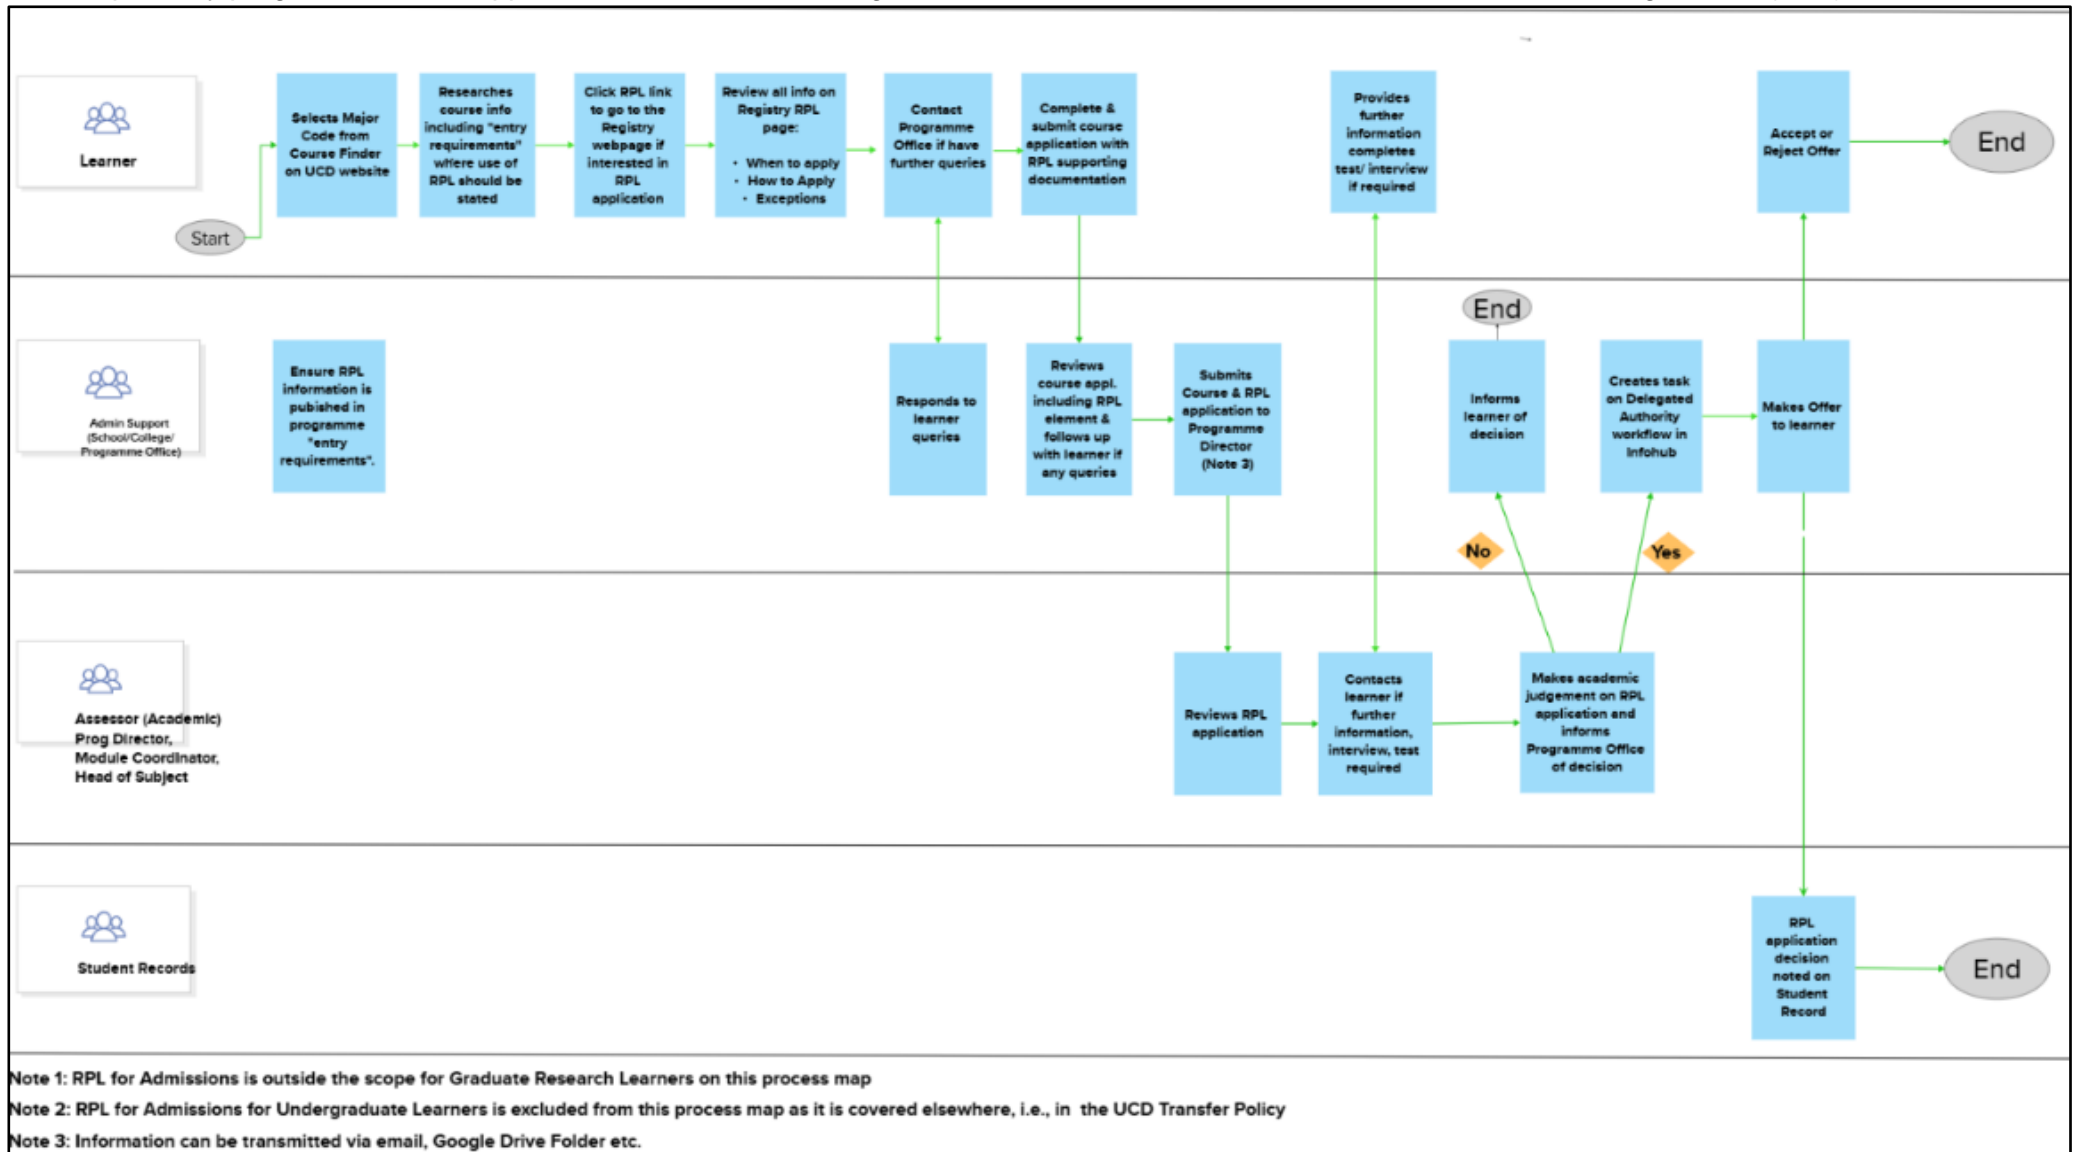 Learner
Start
Selects Major
Code from
Course Finder
on UCD website
Researches
course info
including "entry
requirements"
where use of
RPL should be
stated
Click RPL link
to go to the
Registry
webpage if
interested in
RPL
application
Review all info on
Registry RPL
page:
• When to apply
• How to Apply
• Exceptions
Contact
Programme
Office if have
further queries
Complete &
submit course
application with
RPL supporting
documentation
Provides
further
information
completes
test/ interview
if required
Accept or
Reject Offer
End
Admin Support
(School/College/
Programme Office)
Ensure RPL
information is
pubished in
programme
"entry
requirements".
Responds to
learner
queries
Reviews
course appl.
including RPL
element &
follows up
with learner if
any queries
Submits
Course & RPL
application to
Programme
Director
(Note 3)
End
Informs
learner of
decision
Creates task
on Delegated
Authority
workflow in
Infohub
Makes Offer
to learner
No
Yes
Assessor (Academic)
Prog Director,
Module Coordinator,
Head of Subject
Reviews RPL
application
Contacts
learner if
further
information,
interview, test
required
Makes academic
judgement on RPL
application and
informs
Programme Office
of decision
Student Records
RPL
application
decision
noted on
Student
Record
End
Note 1: RPL for Admissions is outside the scope for Graduate Research Learners on this process map
Note 2: RPL for Admissions for Undergraduate Learners is excluded from this process map as it is covered elsewhere, i.e., in the UCD Transfer Policy
Note 3: Information can be transmitted via email, Google Drive Folder etc.